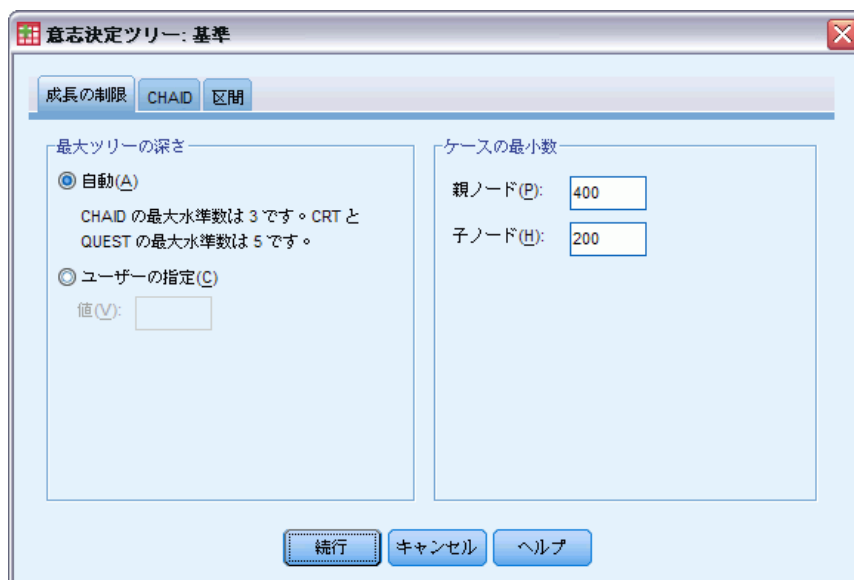 意志決定ツリー: 基準
成長の制限 CHAID 区間
最大ツリーの深さ
自動(A)
CHAID の最大水準数は 3 です。CRT と
QUEST の最大水準数は 5 です。
ユーザーの指定(C)
値(V):
ケースの最小数
親ノード(P): 400
子ノード(H): 200
続行 キャンセル ヘルプ